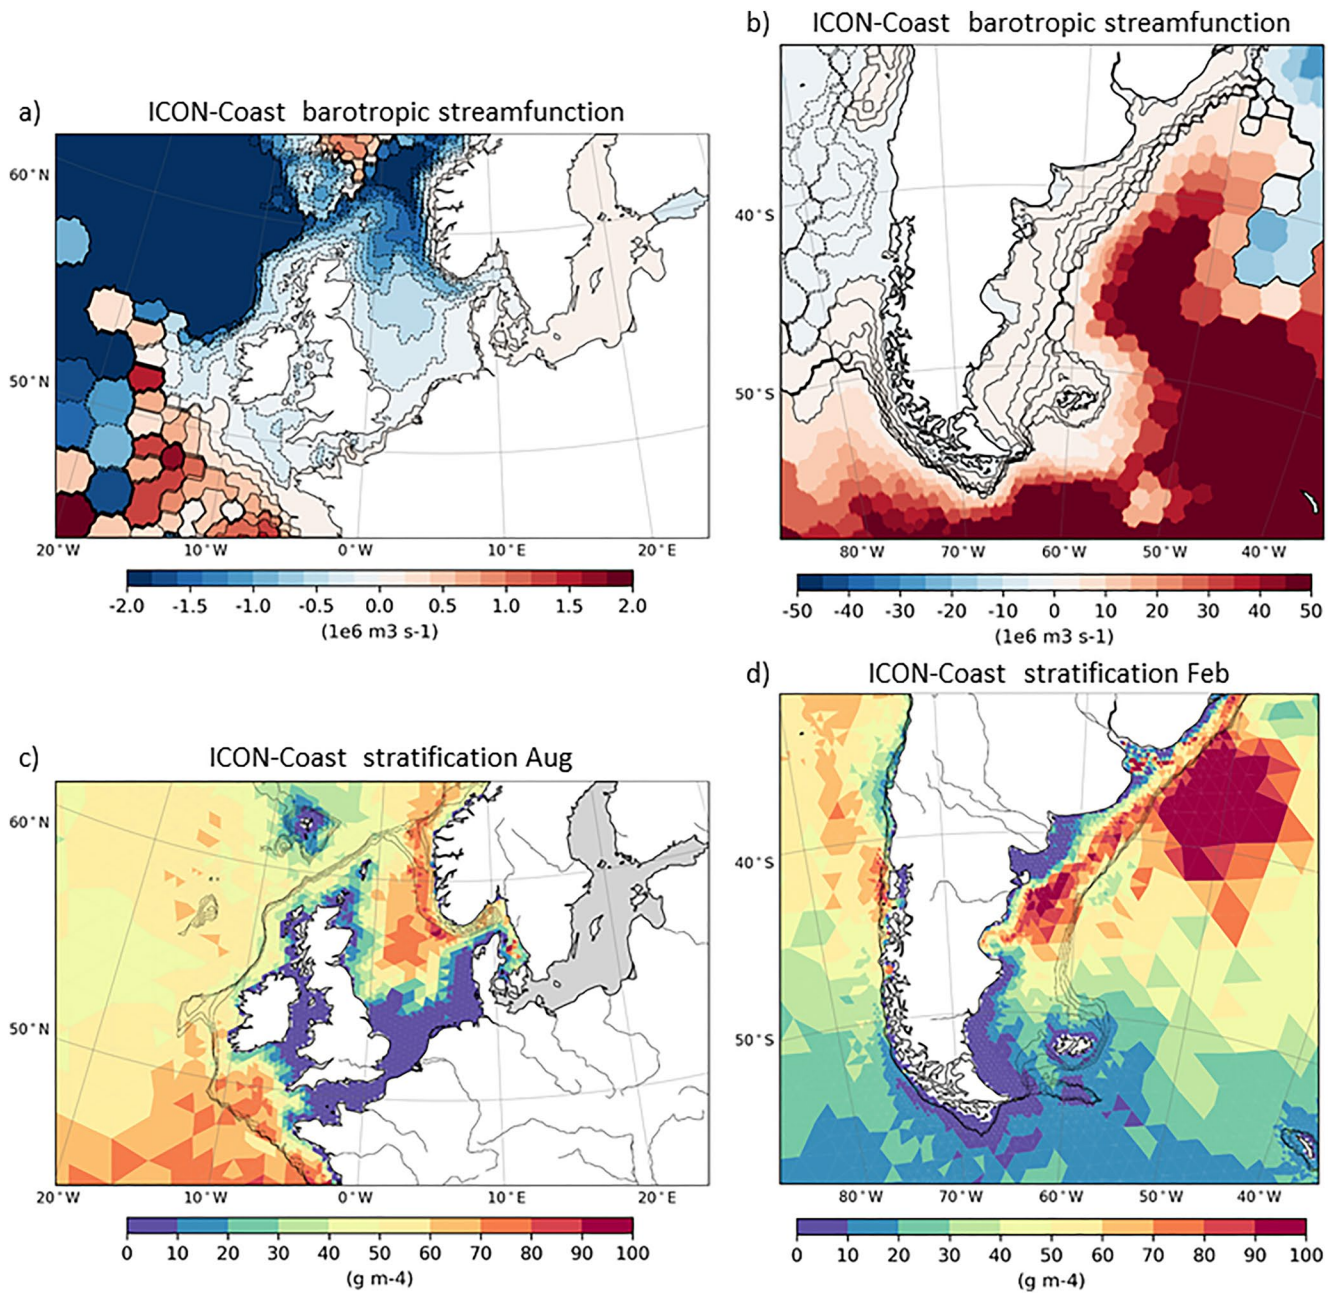 b) ICON-Coast barotropic streamfunction
a) ICON-Coast barotropic streamfunction
60°N
50°N
20°W 10°W 0°W 10°E 20°E
-2.0 -1.5 -1.0 -0.5 0.0 0.5 1.0 1.5 2.0
(1e6 m3 s-1)
40°S
50°S
80°W 70°W 60°W 50°W 40°W
-50 -40 -30 -20 -10 0 10 20 30 40 50
(1e6 m3 s-1)
d) ICON-Coast stratification Feb
c) ICON-Coast stratification Aug
60°N
50°N
20°W 10°W 0°W 10°E 20°E
0 10 20 30 40 50 60 70 80 90 100
(g m-4)
40°S
50°S
80°W 70°W 60°W 50°W 40°W
0 10 20 30 40 50 60 70 80 90 100
(g m-4)